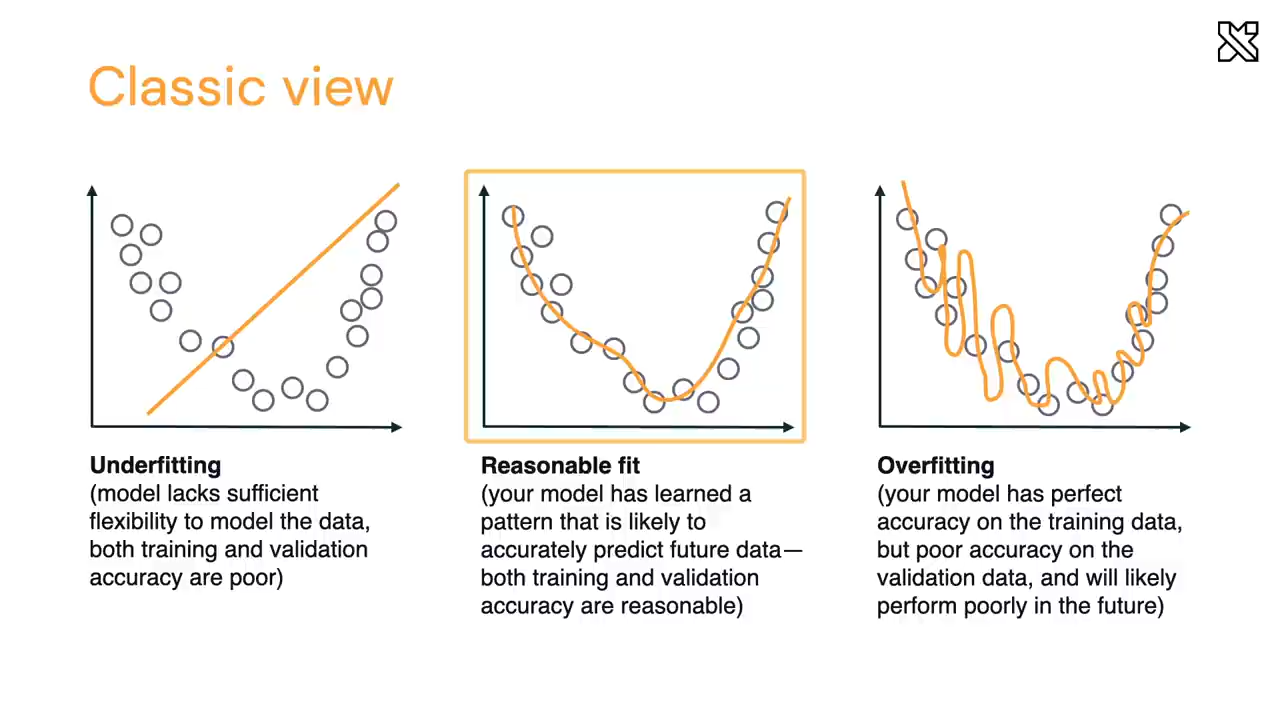 Classic view
Underfitting
(model lacks sufficient
flexibility to model the data,
both training and validation
accuracy are poor)
Reasonable fit
(your model has learned a
pattern that is likely to
accurately predict future data—
both training and validation
accuracy are reasonable)
Overfitting
(your model has perfect
accuracy on the training data,
but poor accuracy on the
validation data, and will likely
perform poorly in the future)